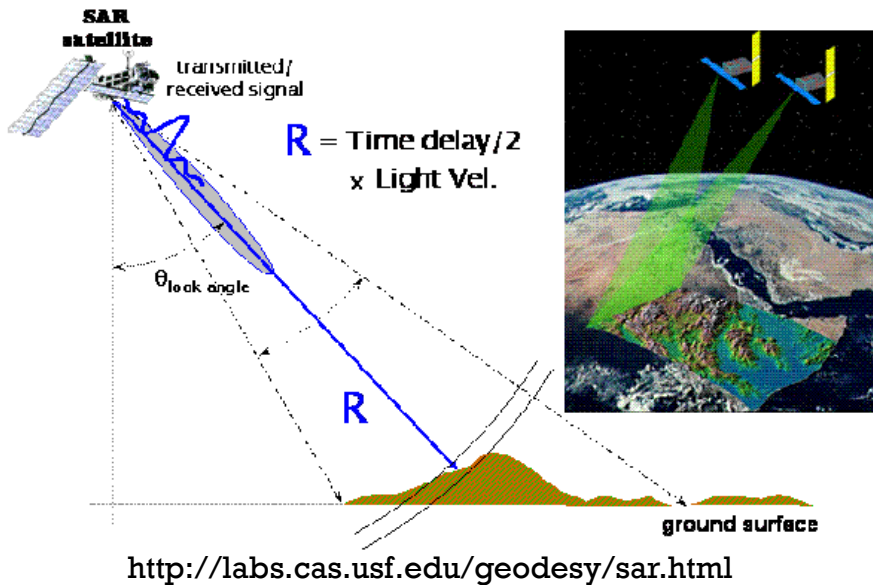 SAR
satellite
transmitted/
received signal
R = Time delay/2
x Light Vel.
θlook angle
R
ground surface
http://labs.cas.usf.edu/geodesy/sar.html